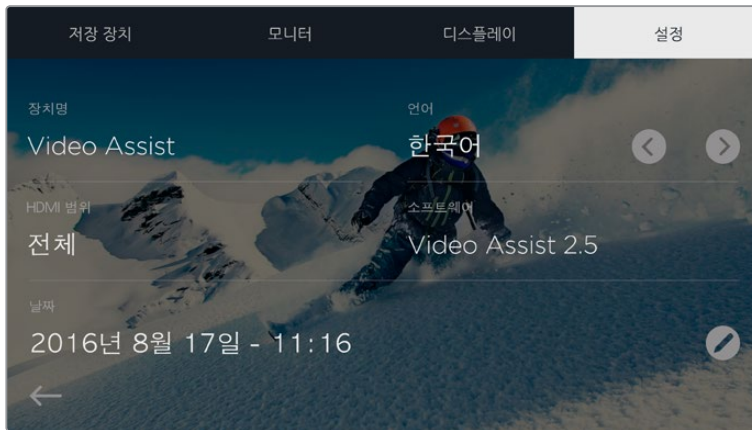 저장 장치 모니터 디스플레이 설정
장치명 언어
Video Assist 한국어
HDMI 범위 소프트웨어
전체 Video Assist 2.5
날짜
2016년 8월 17일 - 11:16